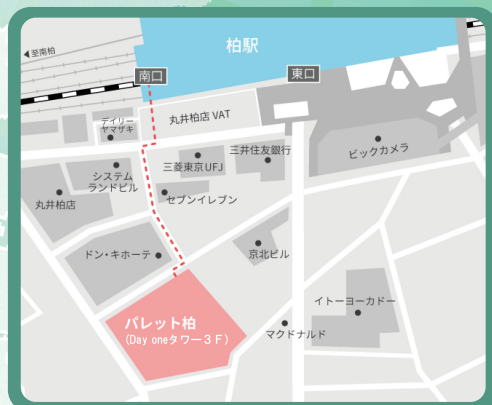 柏駅
◀至南柏
南口
東口
デイリー
ヤマザキ
丸井柏店 VAT
三菱東京UFJ
三井住友銀行
ビックカメラ
システム
ランドビル
丸井柏店
セブンイレブン
ドン・キホーテ
京北ビル
パレット柏
(Day oneタワー3F)
イトーヨーカドー
マクドナルド